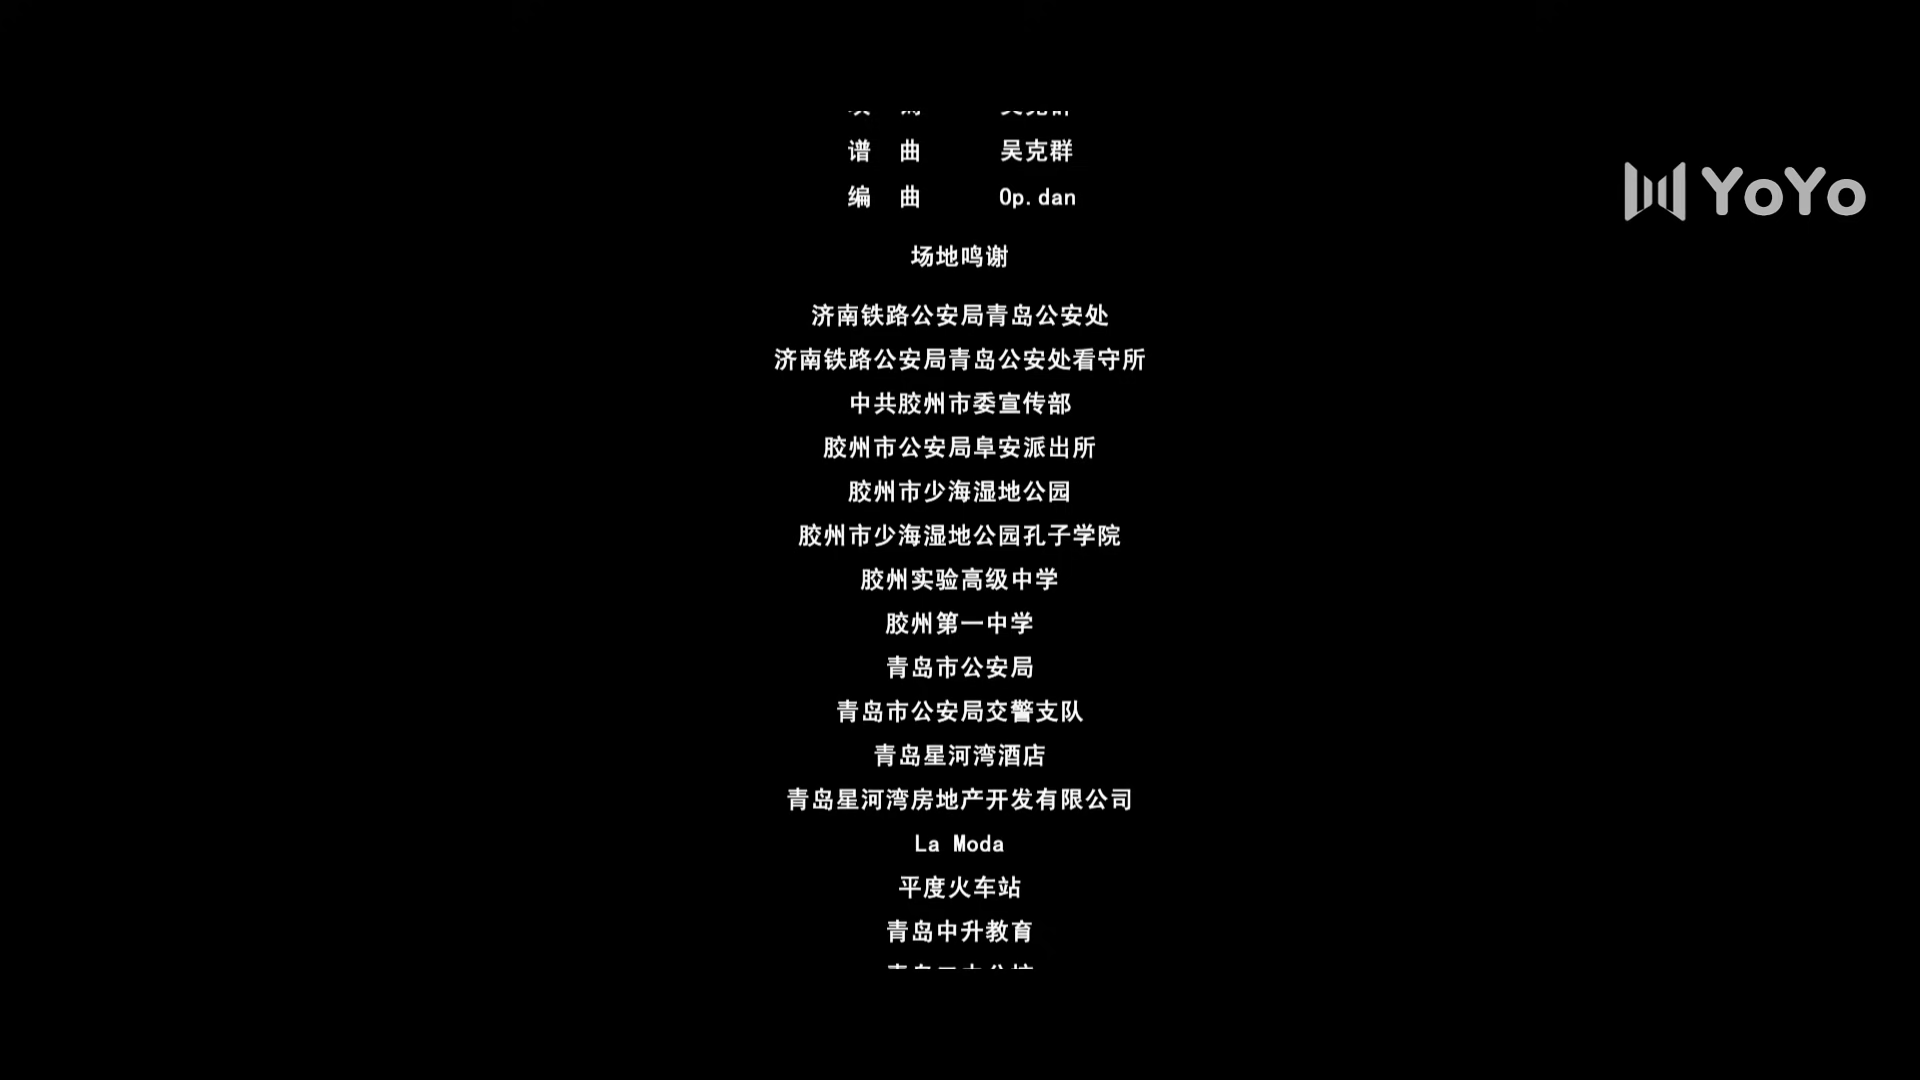 谱 曲 吴克群
编 曲 Op.dan
YoYo
场地鸣谢
济南铁路公安局青岛公安处
济南铁路公安局青岛公安处看守所
中共胶州市委宣传部
胶州市公安局阜安派出所
胶州市少海湿地公园
胶州市少海湿地公园孔子学院
胶州实验高级中学
胶州第一中学
青岛市公安局
青岛市公安局交警支队
青岛星河湾酒店
青岛星河湾房地产开发有限公司
La Moda
平度火车站
青岛中升教育